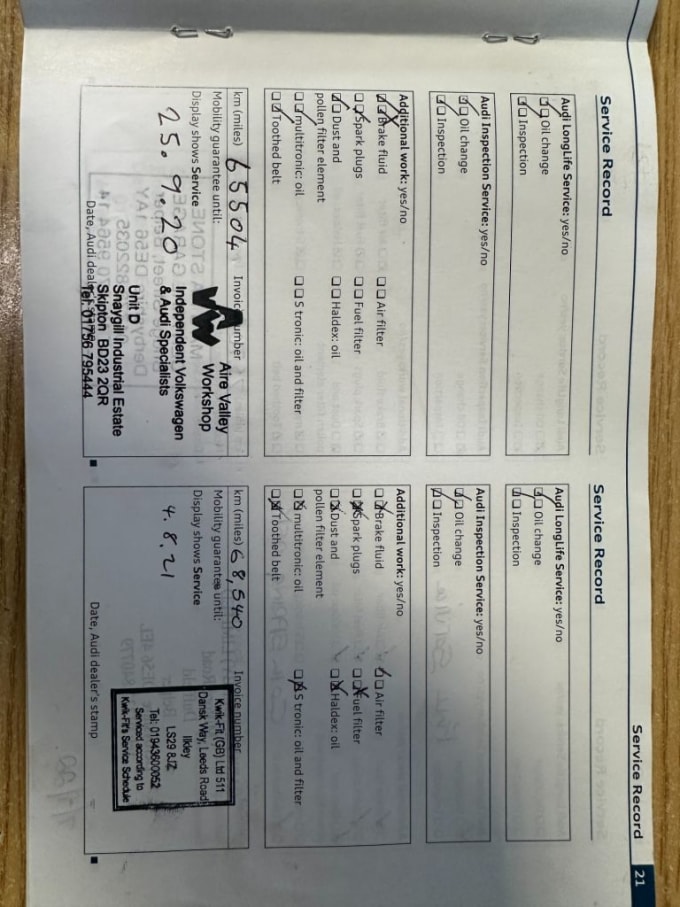 Service Record
21
Service Record
Audi LongLife Service: yes/no
Oil change
Inspection
Audi Inspection Service: yes/no
Oil change
Inspection
Additional work: yes/no
Brake fluid
Air filter
Spark plugs
Fuel filter
Dust and
pollen filter element
Haldex: oil
multitronic: oil
S tronic: oil and filter
Toothed belt
km (miles) 65504
Invoice number
Mobility guarantee until:
Display shows Service
25.9.20
Aire Valley
Workshop
Independent Volkswagen
& Audi Specialists
Unit D
Snaygill Industrial Estate
Skipton BD23 2QR
Tel: 01756 795444
Date, Audi dealer's stamp
Service Record
Audi LongLife Service: yes/no
Oil change
Inspection
Audi Inspection Service: yes/no
Oil change
Inspection
Additional work: yes/no
Brake fluid
Air filter
Spark plugs
Fuel filter
Dust and
pollen filter element
Haldex: oil
multitronic: oil
S tronic: oil and filter
Toothed belt
km (miles) 68,540
Invoice number
Mobility guarantee until:
Display shows Service
4.8.21
Kwik-Fit (GB) Ltd 511
Dansk Way, Leeds Road
Ilkley
LS29 8JZ
Tel: 01943600052
Serviced according to
Kwik-Fit's Service Schedule
Date, Audi dealer's stamp